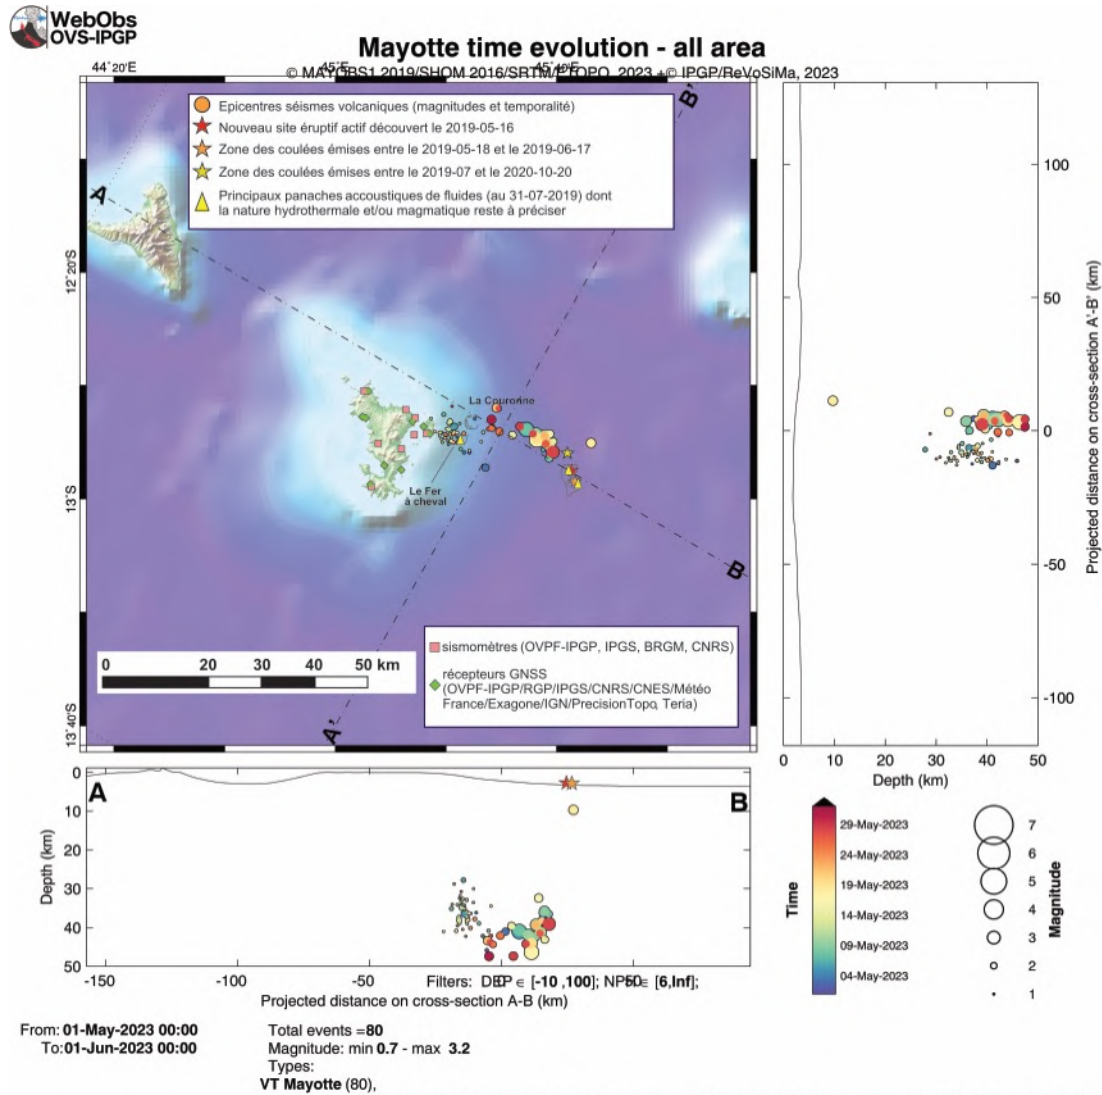 WebObs
OVS-IPGP
Mayotte time evolution - all area
© MAYOBS1 2019/SHOM 2016/SRTM/ETOPO, 2023 + © IPGP/ReVoSiMa, 2023
44˚20'E
45˚E
45˚40'E
Epicentres séismes volcaniques (magnitudes et temporalité)
Nouveau site éruptif actif découvert le 2019-05-16
Zone des coulées émises entre le 2019-05-18 et le 2019-06-17
Zone des coulées émises entre le 2019-07 et le 2020-10-20
Principaux panaches accoustiques de fluides (au 31-07-2019) dont
la nature hydrothermale et/ou magmatique reste à préciser
A
B'
12˚20'S
13˚S
13˚40'S
La Couronne
Le Fer
à cheval
B
A'
0 20 30 40 50 km
sismomètres (OVPF-IPGP, IPGS, BRGM, CNRS)
récepteurs GNSS
(OVPF-IPGP/RGP/IPGS/CNRS/CNES/Météo
France/Exagone/IGN/PrecisionTopo, Teria)
100
50
0
-50
-100
Projected distance on cross-section A'-B' (km)
0 10 20 30 40 50
Depth (km)
A
B
0
10
20
30
40
50
Depth (km)
-150 -100 -50 0 50
Filters: DEP ∈ [-10 ,100]; NPH ∈ [6,Inf];
Projected distance on cross-section A-B (km)
Time
29-May-2023
24-May-2023
19-May-2023
14-May-2023
09-May-2023
04-May-2023
7
6
5
4
3
2
1
Magnitude
From: 01-May-2023 00:00
To: 01-Jun-2023 00:00
Total events =80
Magnitude: min 0.7 - max 3.2
Types:
VT Mayotte (80),